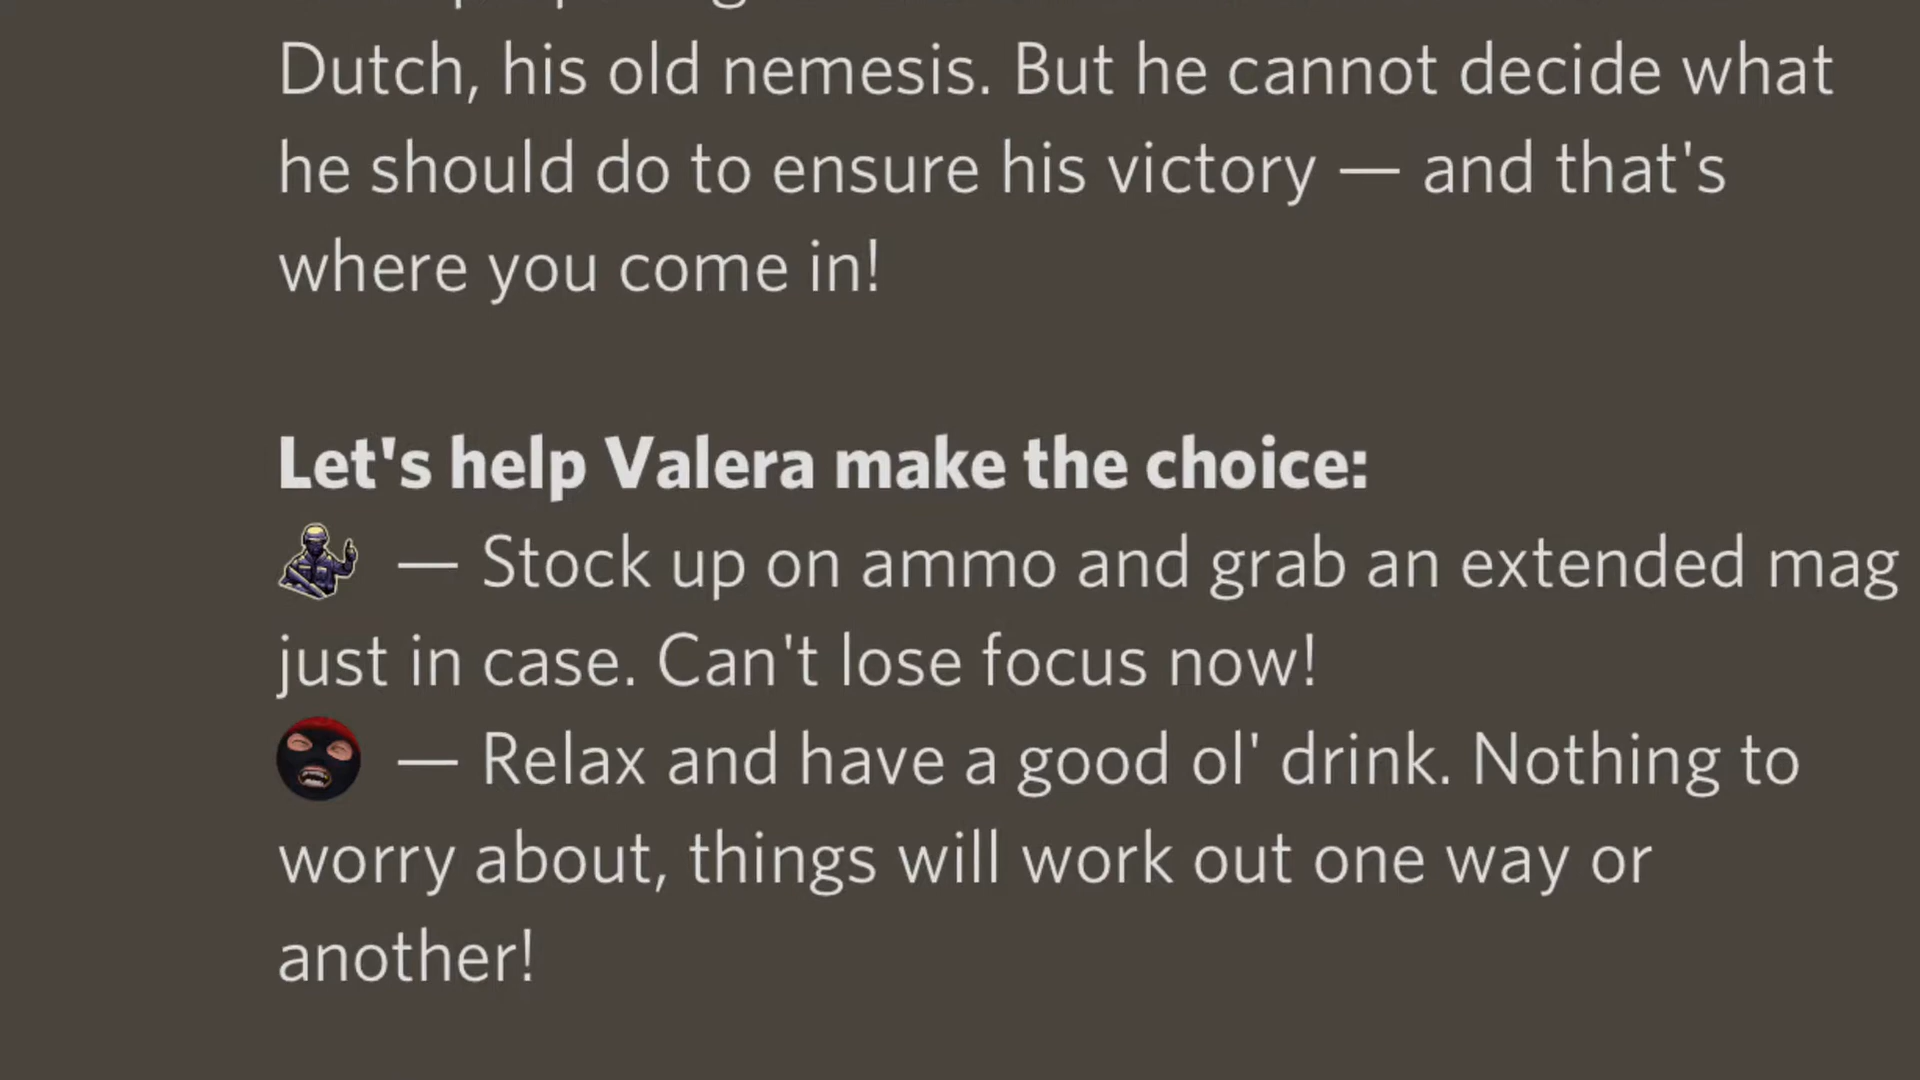 Dutch, his old nemesis. But he cannot decide what
he should do to ensure his victory — and that's
where you come in!
Let's help Valera make the choice:
— Stock up on ammo and grab an extended mag
just in case. Can't lose focus now!
— Relax and have a good ol' drink. Nothing to
worry about, things will work out one way or
another!